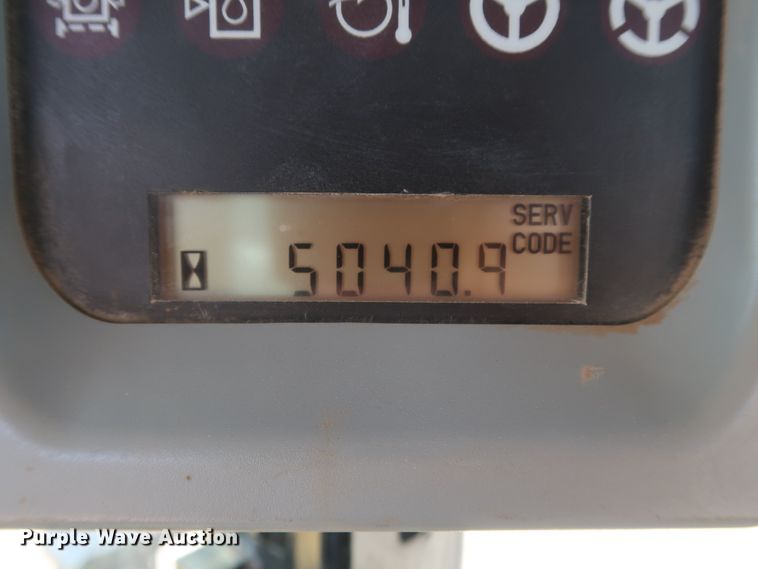 SERV
CODE
5040.9
Purple Wave Auction